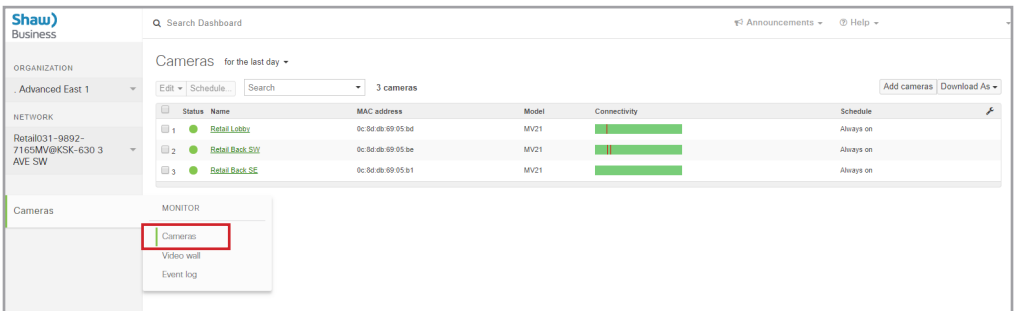 Shaw)
Business
Search Dashboard
Announcements
Help
ORGANIZATION
. Advanced East 1
NETWORK
Retail031-9892-
7165MV@KSK-630 3
AVE SW
Cameras
Cameras for the last day
Edit Schedule... Search 3 cameras Add cameras Download As
Status Name MAC address Model Connectivity Schedule
1 Retail Lobby 0c:8d:db:69:05:bd MV21 Always on
2 Retail Back SW 0c:8d:db:69:05:be MV21 Always on
3 Retail Back SE 0c:8d:db:69:05:b1 MV21 Always on
MONITOR
Cameras
Video wall
Event log